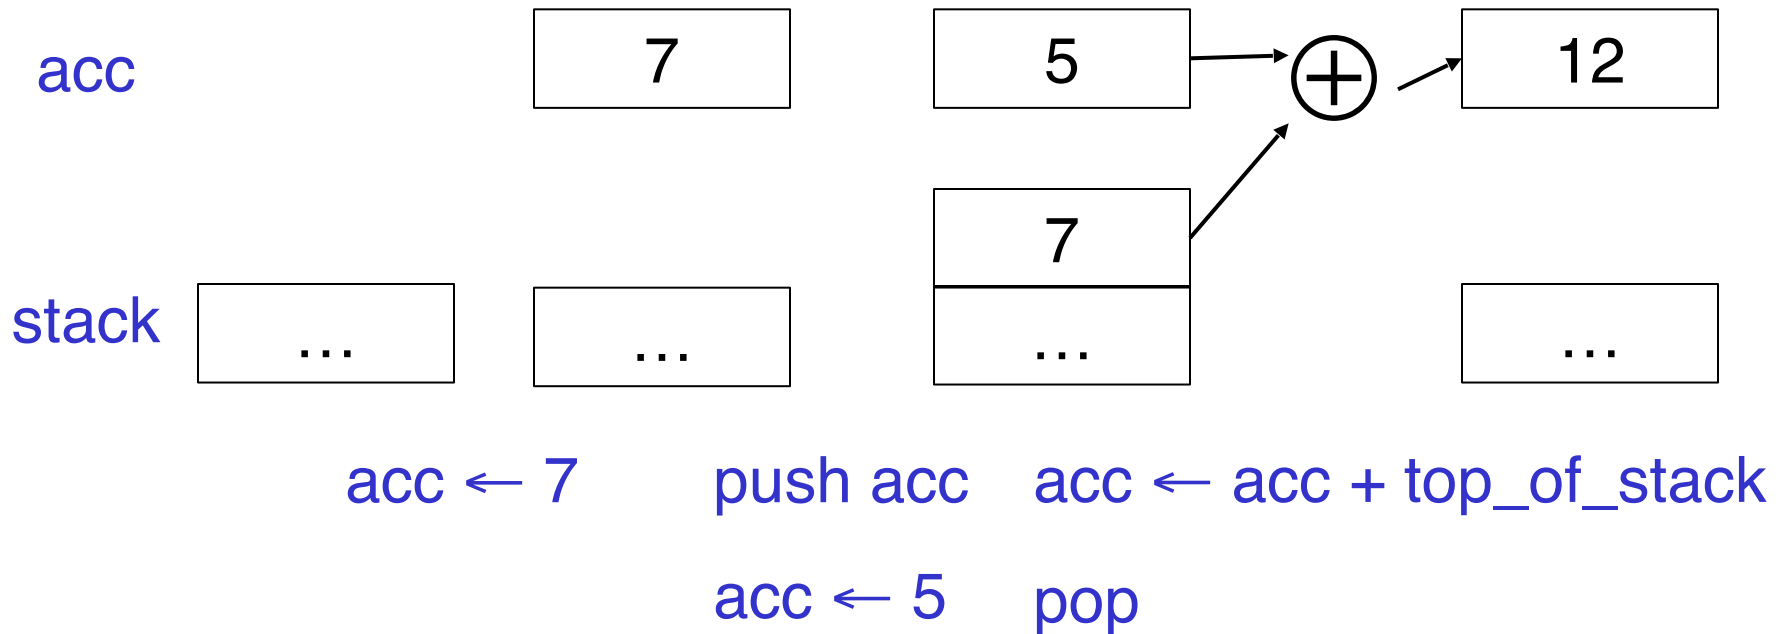 acc 7 5 12
7
stack ... ... ... ...
acc ← 7 push acc acc ← acc + top_of_stack
acc ← 5 pop